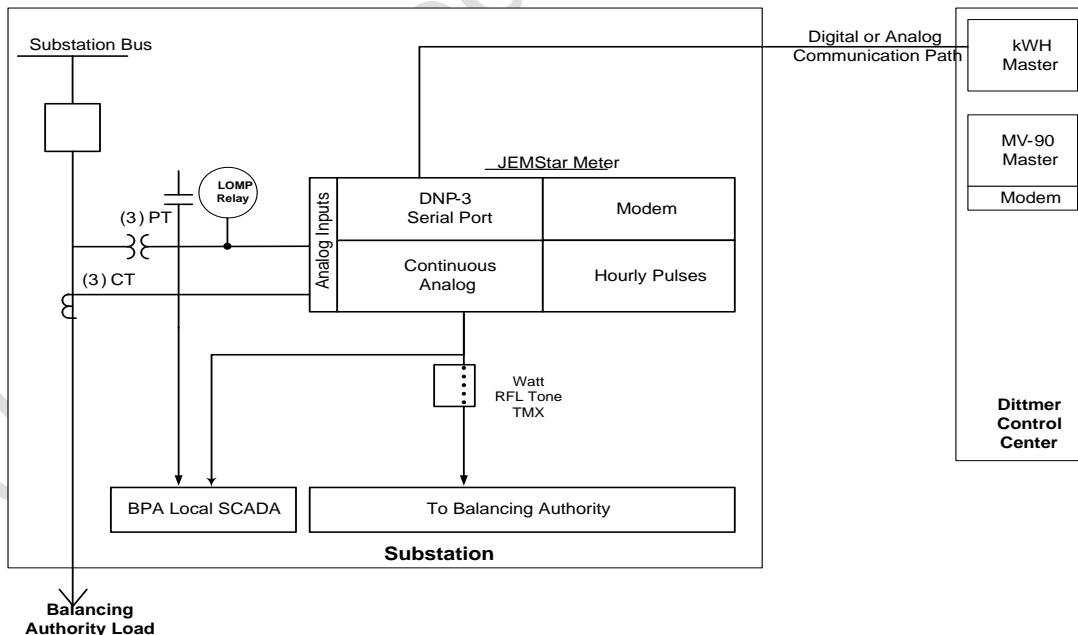 Substation Bus
Digital or Analog
Communication Path
kWH
Master
MV-90
Master
Modem
JEMStar Meter
LOMP
Relay
(3) PT
(3) CT
Analog Inputs
DNP-3
Serial Port
Modem
Continuous
Analog
Hourly Pulses
Watt
RFL Tone
TMX
Dittmer
Control
Center
BPA Local SCADA
To Balancing Authority
Substation
Balancing
Authority Load